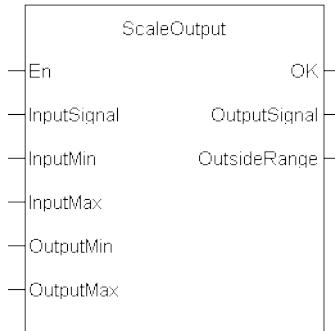 ScaleOutput
En OK
InputSignal OutputSignal
InputMin OutsideRange
InputMax
OutputMin
OutputMax